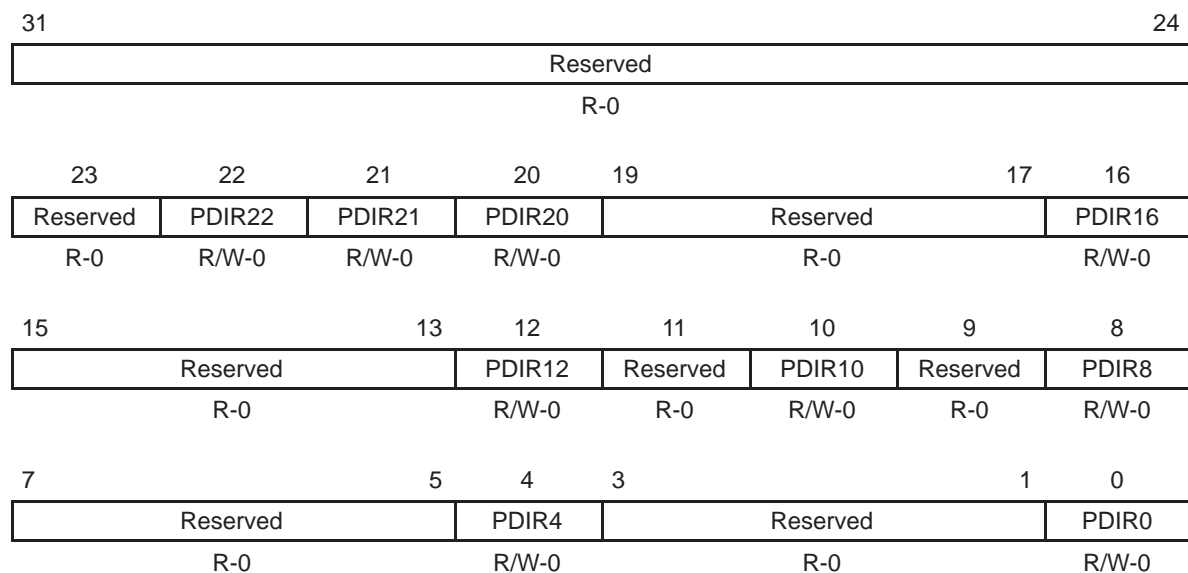 31 24
Reserved
R-0
23 22 21 20 19 17 16
Reserved PDIR22 PDIR21 PDIR20 Reserved PDIR16
R-0 R/W-0 R/W-0 R/W-0 R-0 R/W-0
15 13 12 11 10 9 8
Reserved PDIR12 Reserved PDIR10 Reserved PDIR8
R-0 R/W-0 R-0 R/W-0 R-0 R/W-0
7 5 4 3 1 0
Reserved PDIR4 Reserved PDIR0
R-0 R/W-0 R-0 R/W-0